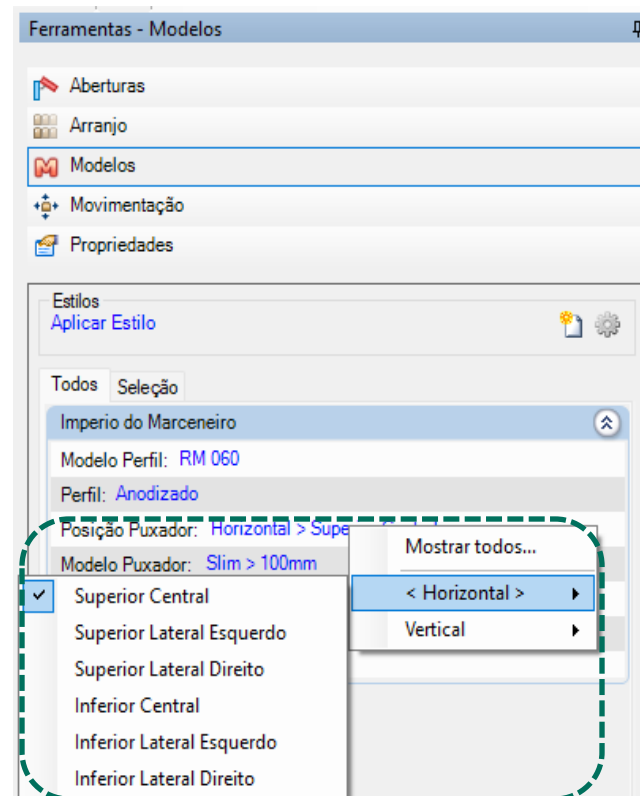 Ferramentas - Modelos
Aberturas
Arranjo
Modelos
Movimentação
Propriedades
Estilos
Aplicar Estilo
Todos Seleção
Imperio do Marceneiro
Modelo Perfil: RM 060
Perfil: Anodizado
Posição Puxador: Horizontal >
Modelo Puxador: Slim > 100mm
Mostrar todos...
< Horizontal >
Vertical
Superior Central
Superior Lateral Esquerdo
Superior Lateral Direito
Inferior Central
Inferior Lateral Esquerdo
Inferior Lateral Direito